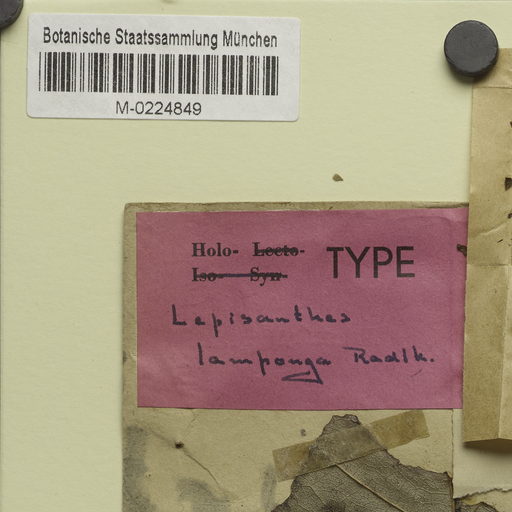 Botanische Staatssammlung München
M-0224849
Holo- Lecto-
Iso- Syn-
TYPE
Lepisanthes
lamponga Radlk.